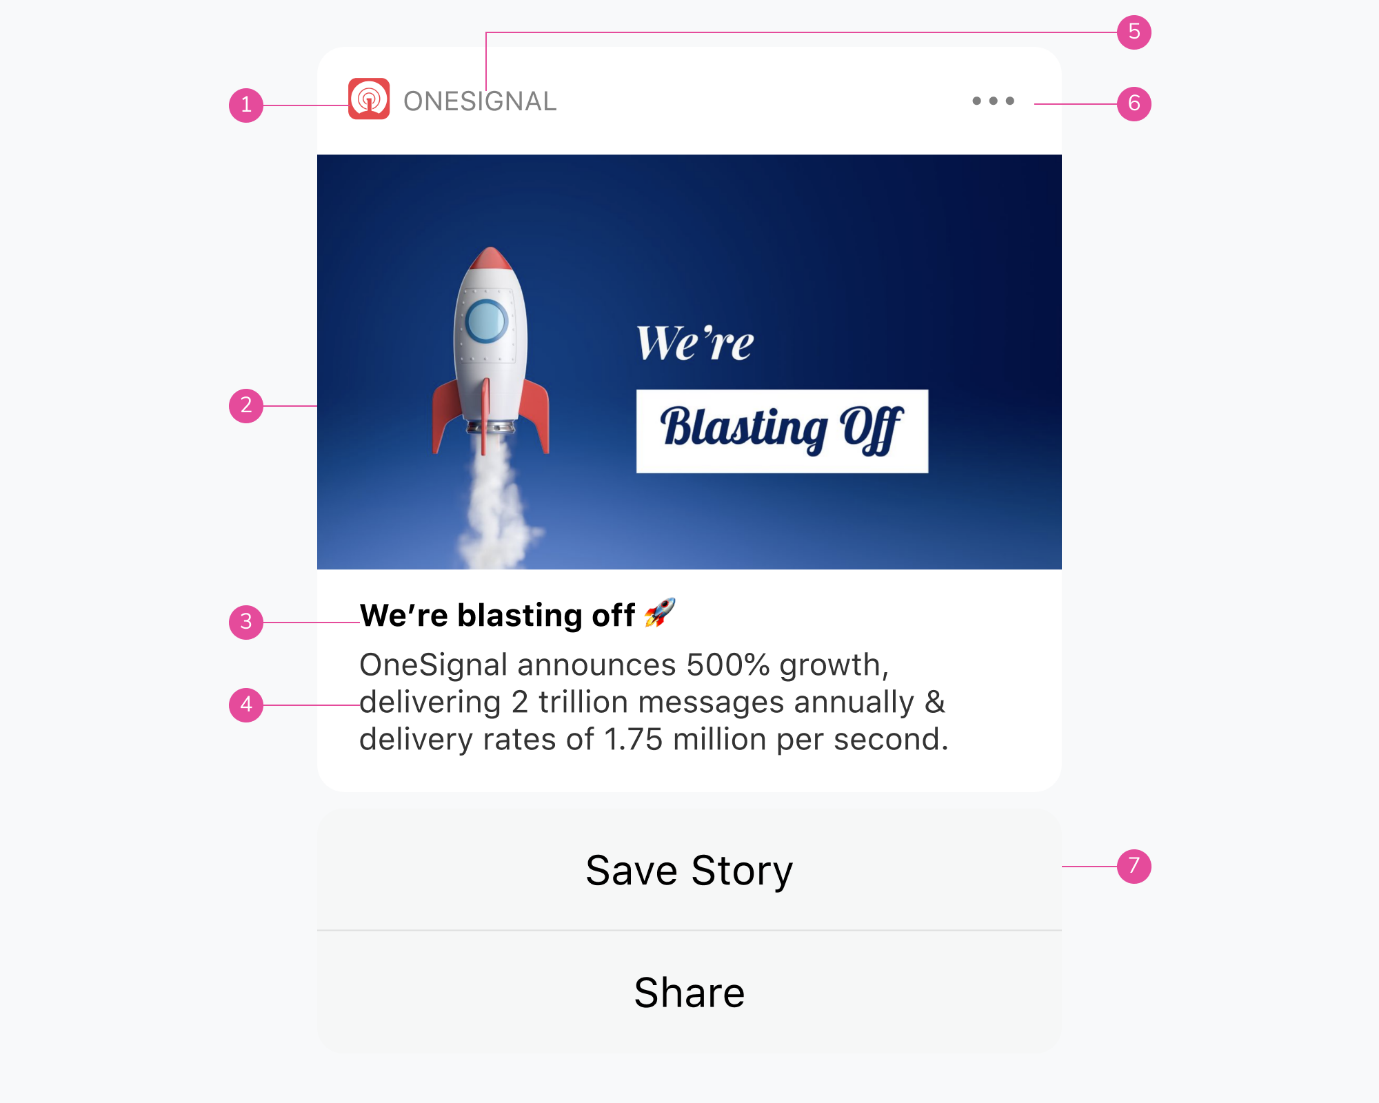 5
1 ONESIGNAL 6
We're
2
Blasting Off
We're blasting off 🚀
3
OneSignal announces 500% growth,
4 delivering 2 trillion messages annually &
delivery rates of 1.75 million per second.
Save Story 7
Share